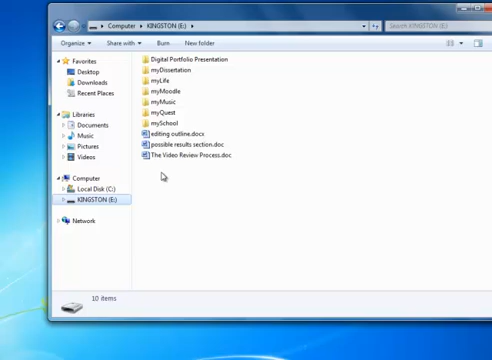 Computer ▸ KINGSTON (E:) ▸
Search KINGSTON (E:)
Organize ▾ Share with ▾ Burn New folder
Favorites
Desktop
Downloads
Recent Places
Libraries
Documents
Music
Pictures
Videos
Computer
Local Disk (C:)
KINGSTON (E:)
Network
Digital Portfolio Presentation
myDissertation
myLife
myMoodle
myMusic
myQuest
mySchool
editing outline.docx
possible results section.doc
The Video Review Process.doc
10 items